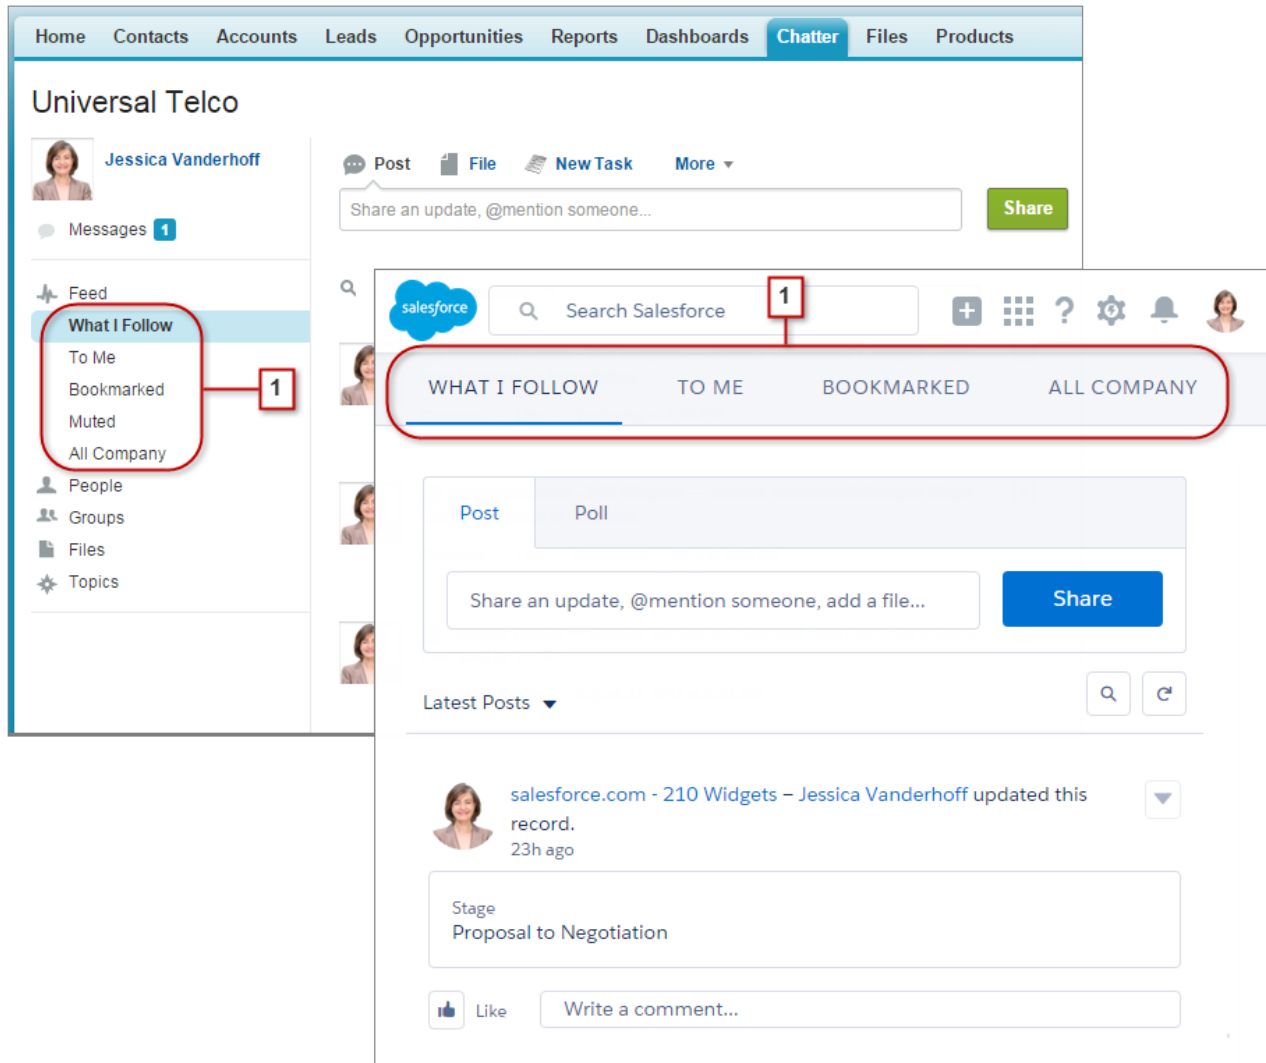 Home Contacts Accounts Leads Opportunities Reports Dashboards Chatter Files Products
Universal Telco
Jessica Vanderhoff
Messages 1
Feed
What I Follow
To Me
Bookmarked
Muted
All Company
1
People
Groups
Files
Topics
Post File New Task More
Share an update, @mention someone...
Share
salesforce
Search Salesforce
1
?
WHAT I FOLLOW TO ME BOOKMARKED ALL COMPANY
Post Poll
Share an update, @mention someone, add a file...
Share
Latest Posts
salesforce.com - 210 Widgets – Jessica Vanderhoff updated this
record.
23h ago
Stage
Proposal to Negotiation
Like
Write a comment...